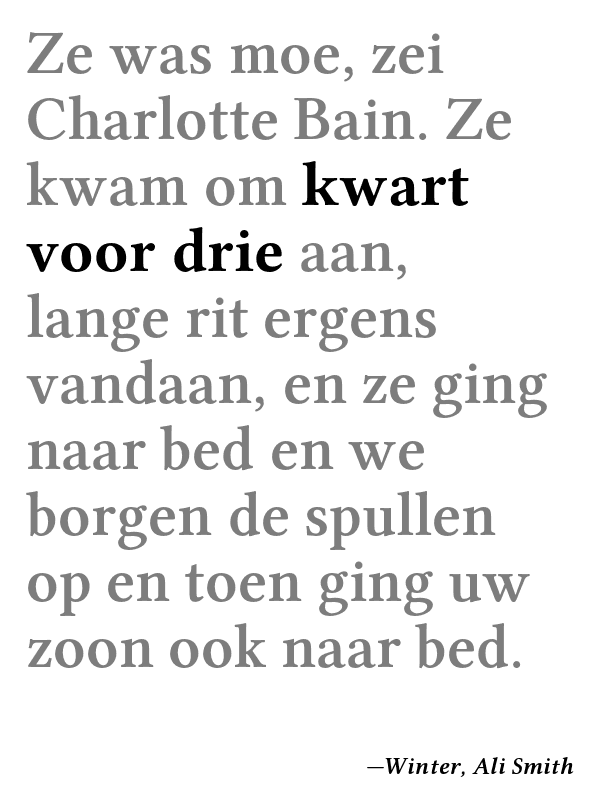 Ze was moe, zei
Charlotte Bain. Ze
kwam om kwart
voor drie aan,
lange rit ergens
vandaan, en ze ging
naar bed en we
borgen de spullen
op en toen ging uw
zoon ook naar bed.
—Winter, Ali Smith